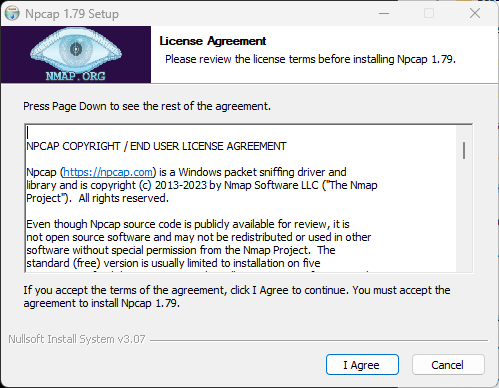 Npcap 1.79 Setup
NMAP.ORG
License Agreement
Please review the license terms before installing Npcap 1.79.
Press Page Down to see the rest of the agreement.
NPCAP COPYRIGHT / END USER LICENSE AGREEMENT
Npcap (https://npcap.com) is a Windows packet sniffing driver and
library and is copyright (c) 2013-2023 by Nmap Software LLC ("The Nmap
Project").  All rights reserved.
Even though Npcap source code is publicly available for review, it is
not open source software and may not be redistributed or used in other
software without special permission from the Nmap Project.  The
standard (free) version is usually limited to installation on five
If you accept the terms of the agreement, click I Agree to continue. You must accept the
agreement to install Npcap 1.79.
Nullsoft Install System v3.07
I Agree
Cancel